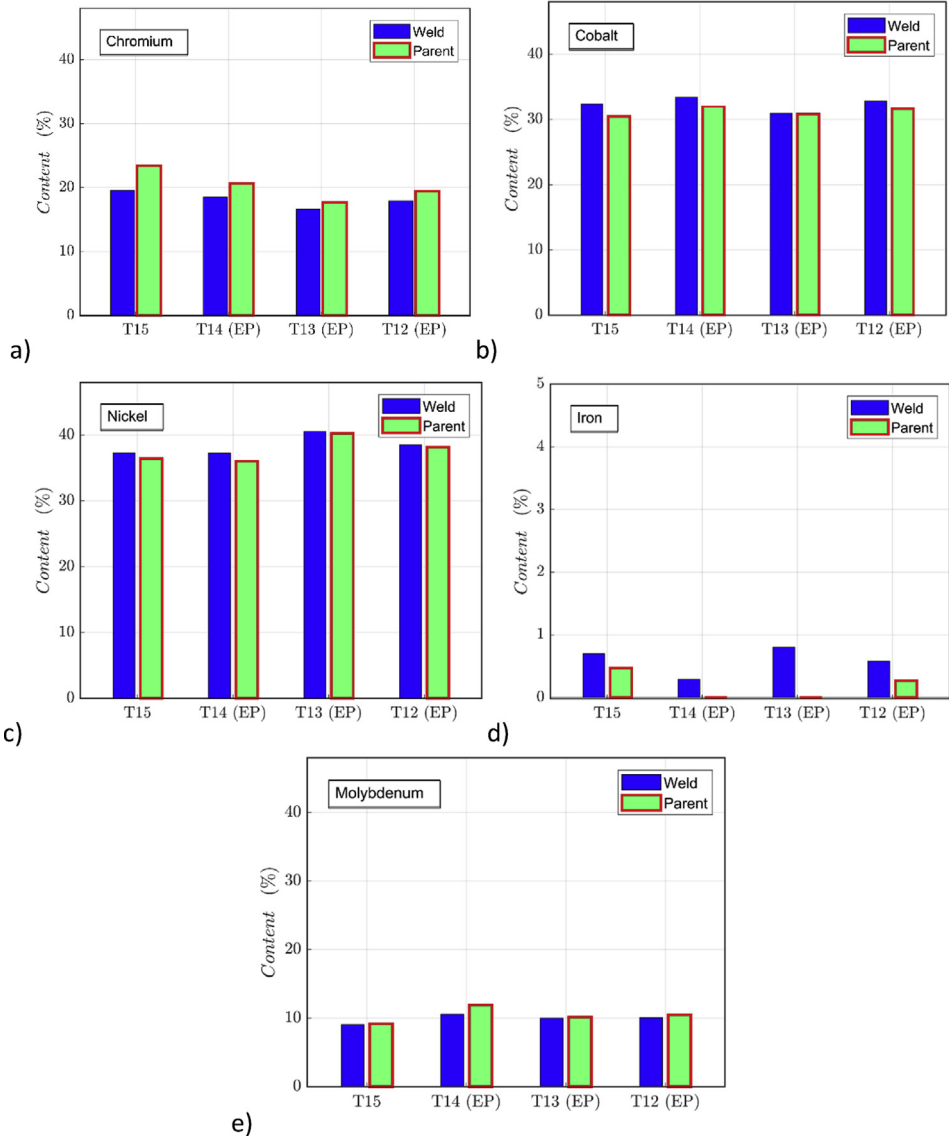 Chromium
Weld
Parent
Content (%)
40
30
20
10
0
T15 T14 (EP) T13 (EP) T12 (EP)
a)
Cobalt
Weld
Parent
Content (%)
40
30
20
10
0
T15 T14 (EP) T13 (EP) T12 (EP)
b)
Nickel
Weld
Parent
Content (%)
40
30
20
10
0
T15 T14 (EP) T13 (EP) T12 (EP)
c)
Iron
Weld
Parent
Content (%)
5
4
3
2
1
0
T15 T14 (EP) T13 (EP) T12 (EP)
d)
Molybdenum
Weld
Parent
Content (%)
40
30
20
10
0
T15 T14 (EP) T13 (EP) T12 (EP)
e)